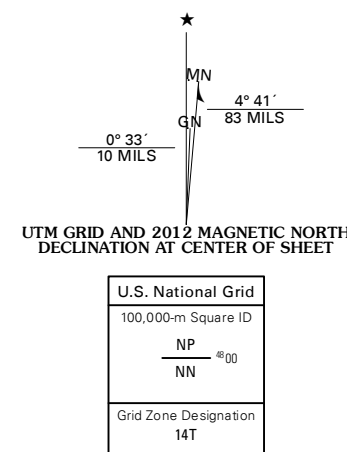 ★
MN
4° 41´
83 MILS
GN
0° 33´
10 MILS
UTM GRID AND 2012 MAGNETIC NORTH
DECLINATION AT CENTER OF SHEET
U.S. National Grid
100,000-m Square ID
NP
⁴⁸00
NN
Grid Zone Designation
14T